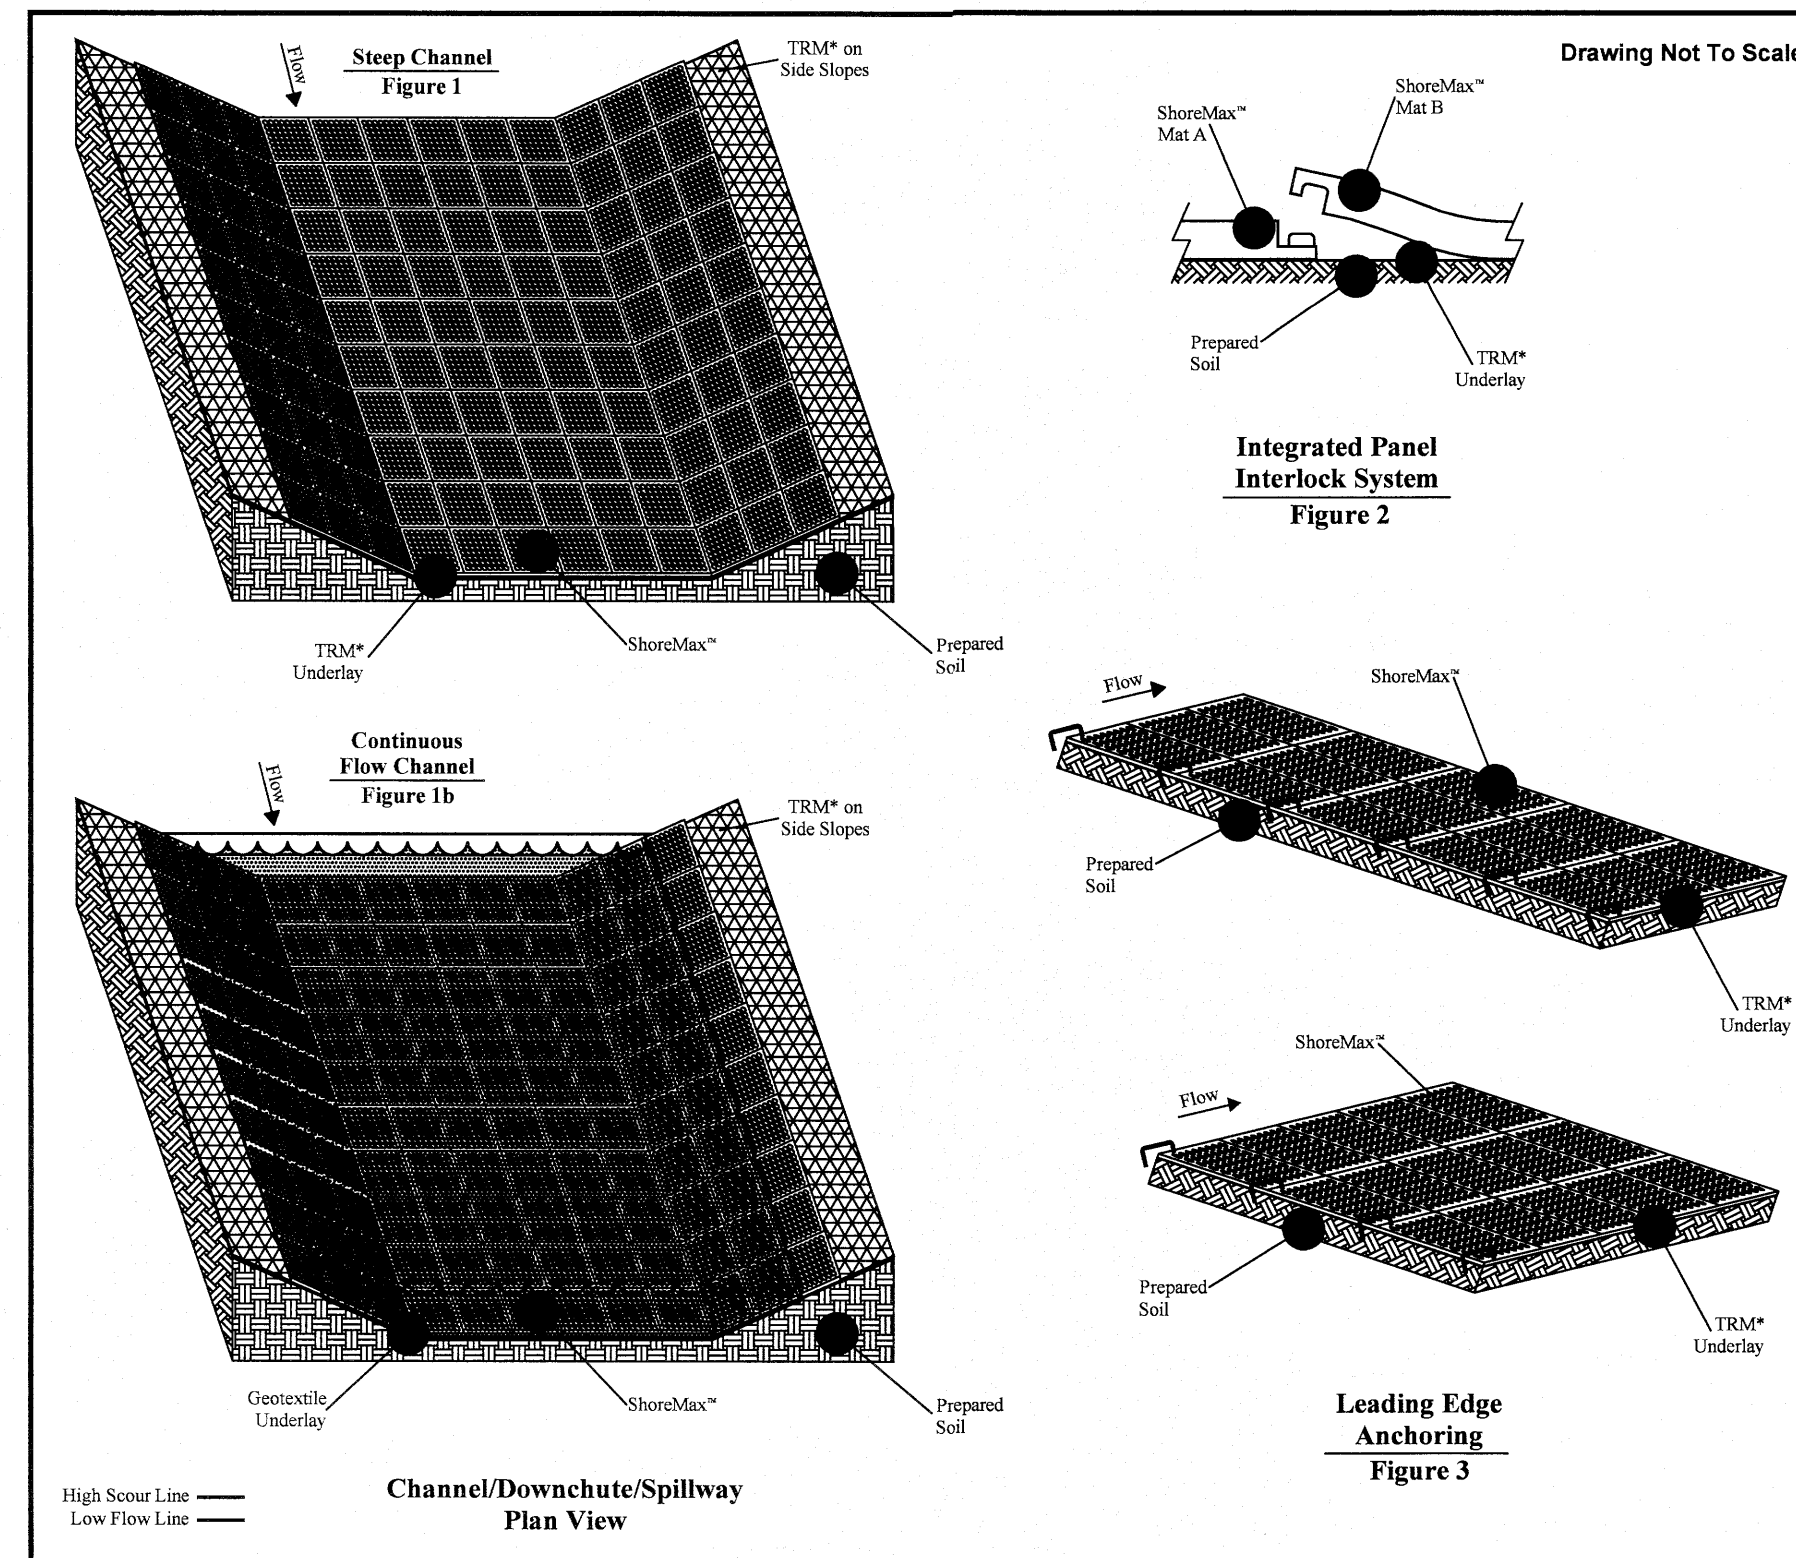 Drawing Not To Scale
Flow
Steep Channel
Figure 1
TRM* on
Side Slopes
TRM*
Underlay
ShoreMax™
Prepared
Soil
Continuous
Flow Channel
Figure 1b
Flow
TRM* on
Side Slopes
Geotextile
Underlay
ShoreMax™
Prepared
Soil
High Scour Line
Low Flow Line
Channel/Downchute/Spillway
Plan View
ShoreMax™
Mat A
ShoreMax™
Mat B
Prepared
Soil
TRM*
Underlay
Integrated Panel
Interlock System
Figure 2
Flow
ShoreMax™
Prepared
Soil
TRM*
Underlay
ShoreMax™
Flow
Prepared
Soil
TRM*
Underlay
Leading Edge
Anchoring
Figure 3